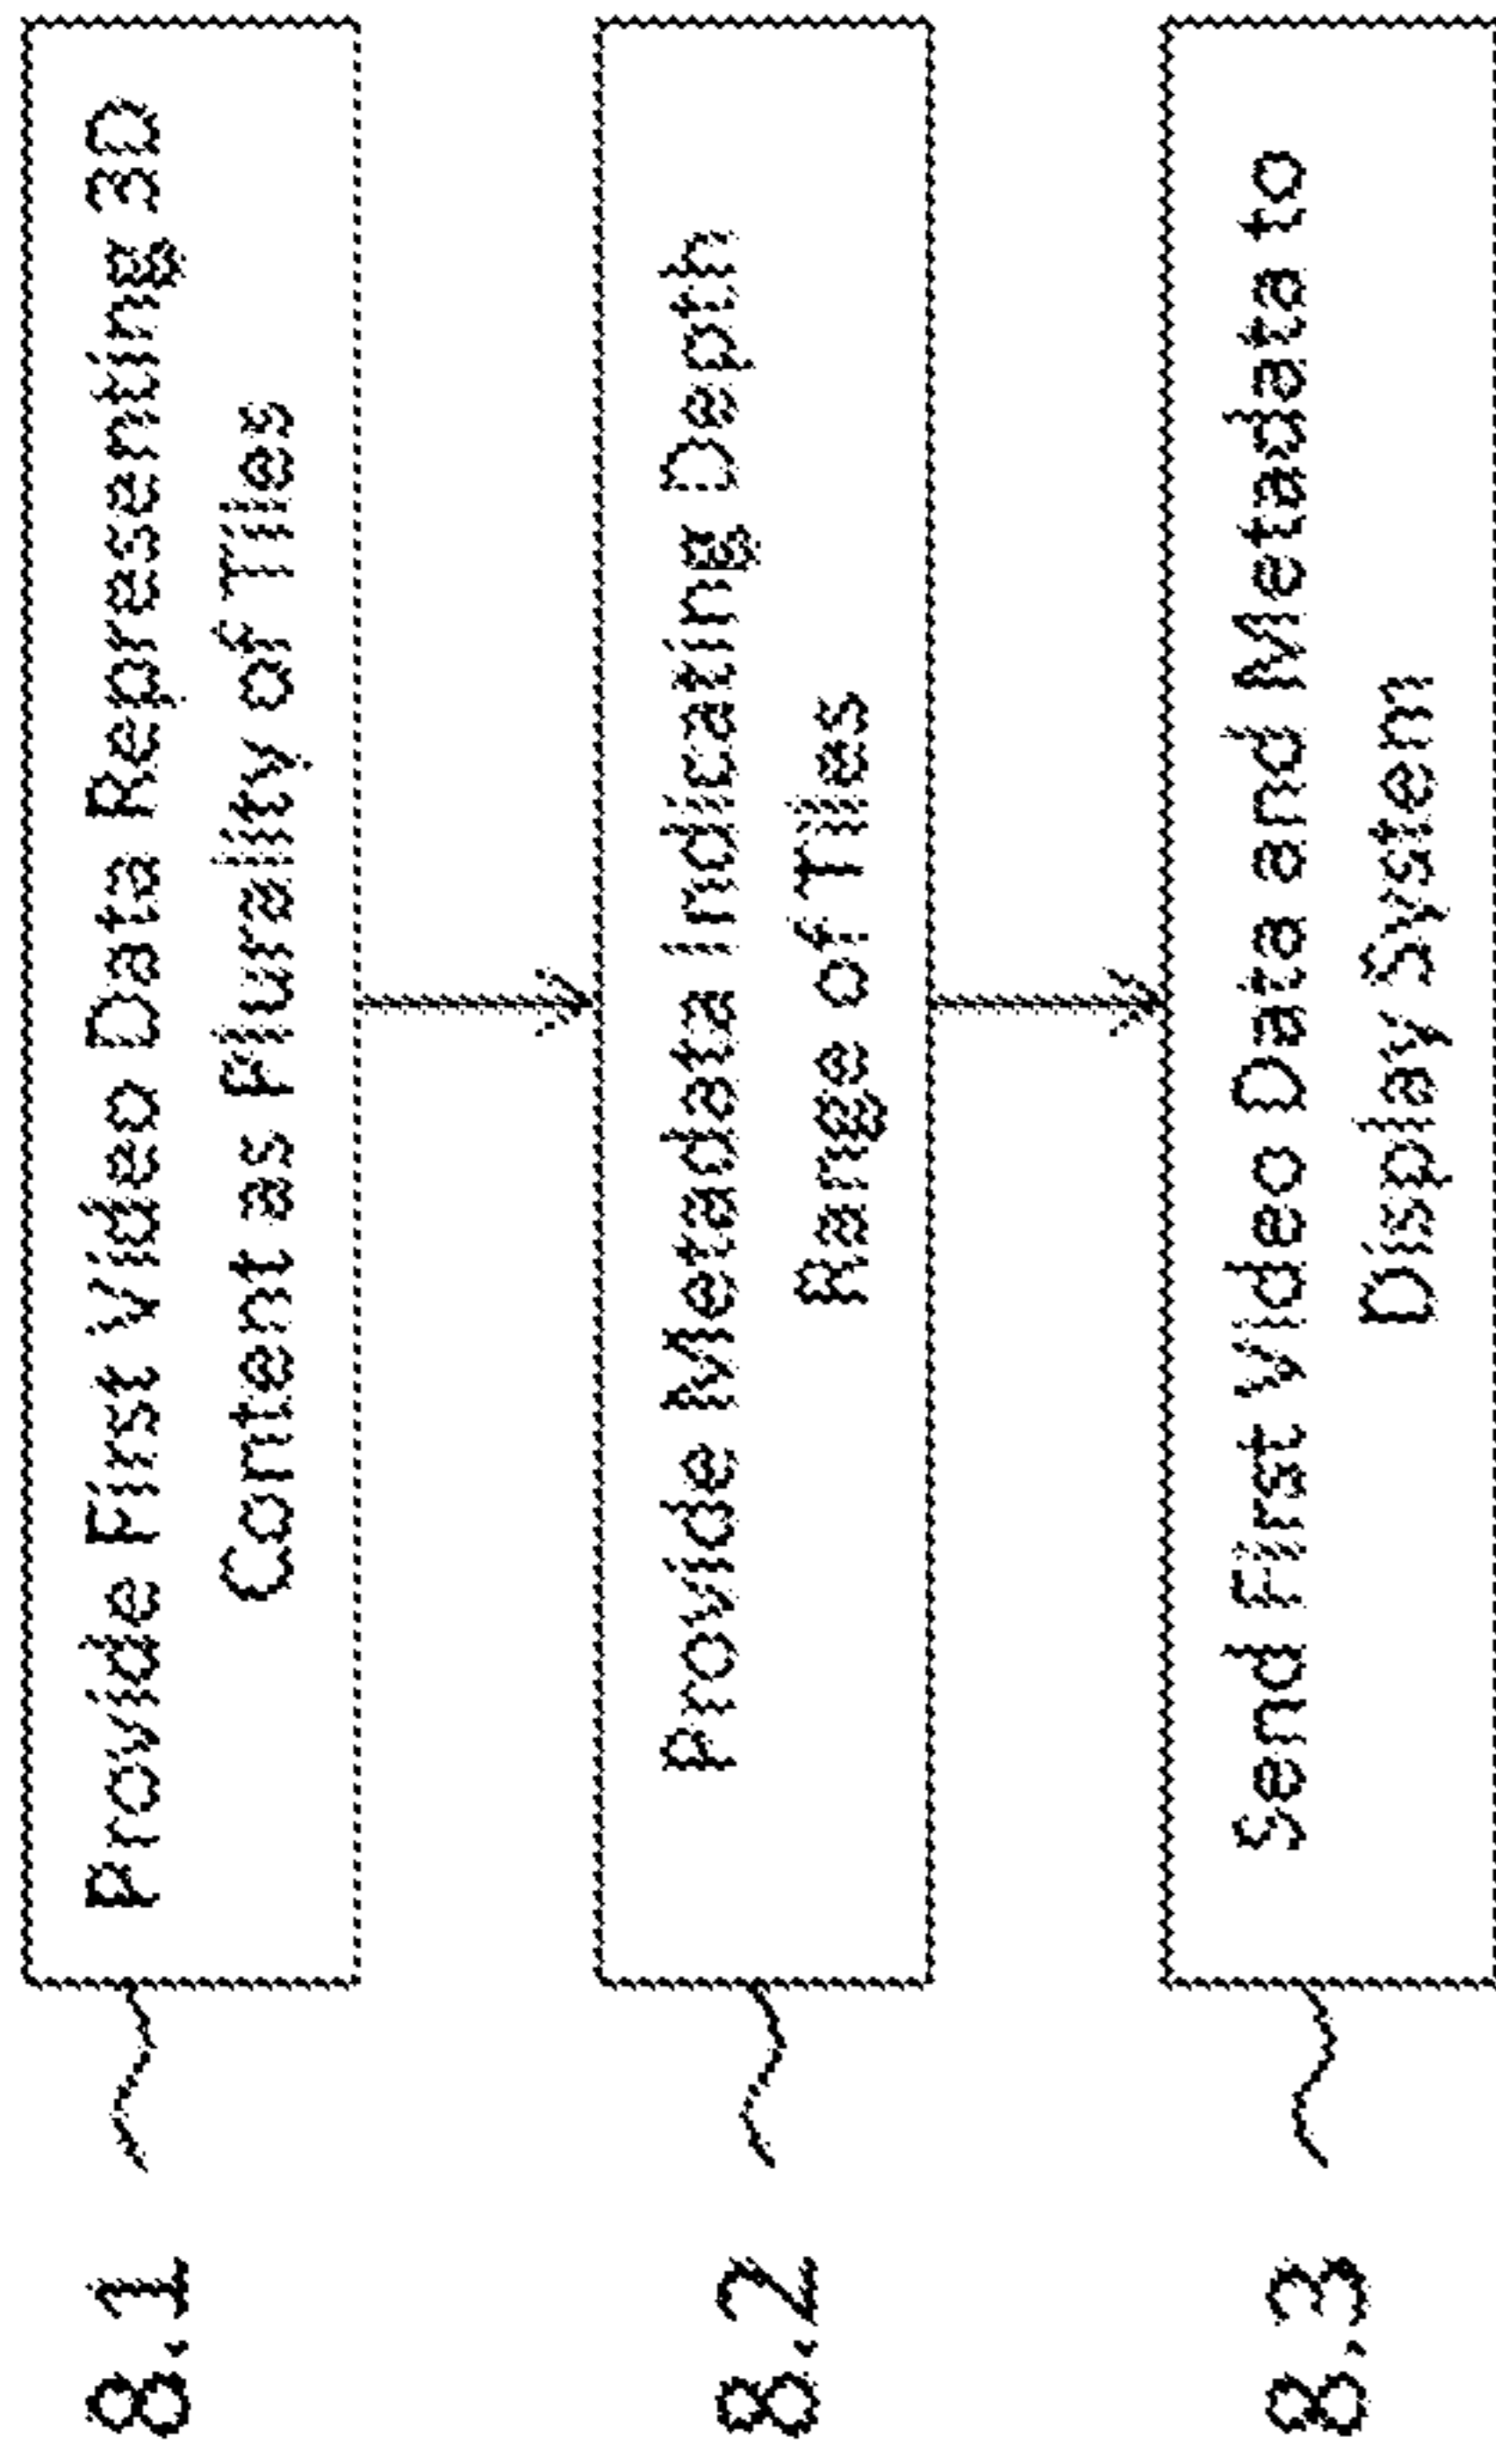 8.1
Provide First Video Data Representing 3D
Content as Plurality of Tiles
8.2
Provide Metadata Indicating Depth
Range of Tiles
8.3
Send First Video Data and Metadata to
Display System